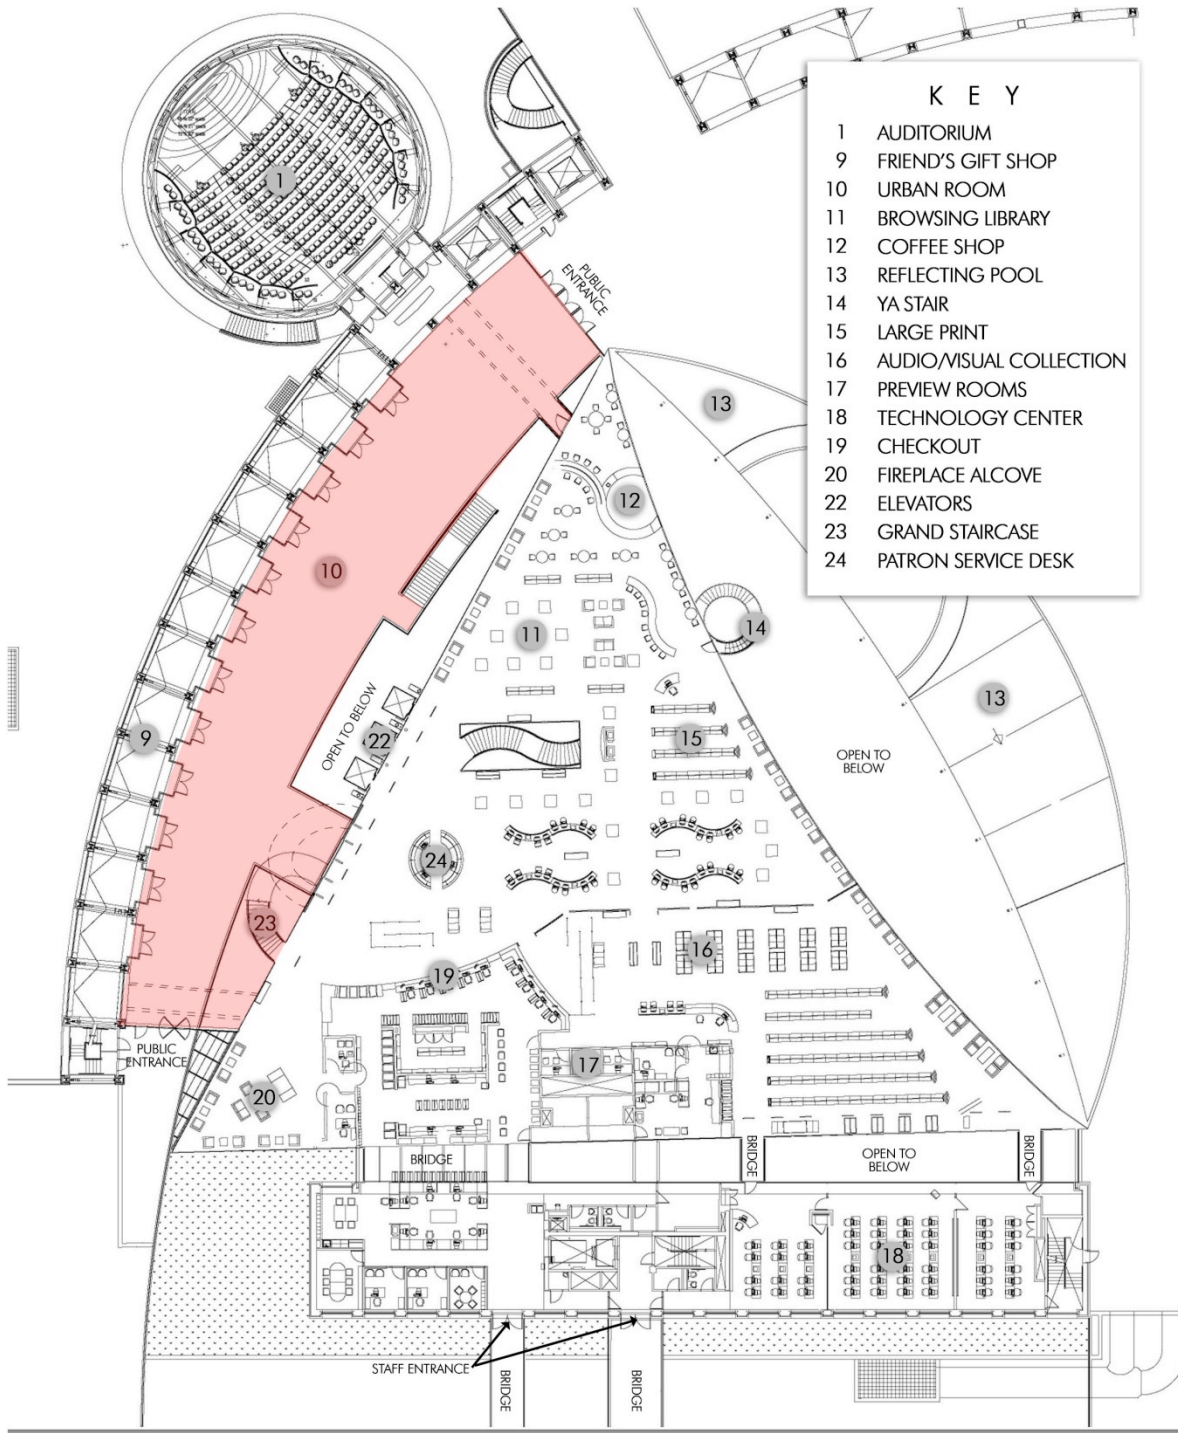 K E Y
1 AUDITORIUM
9 FRIEND'S GIFT SHOP
10 URBAN ROOM
11 BROWSING LIBRARY
12 COFFEE SHOP
13 REFLECTING POOL
14 YA STAIR
15 LARGE PRINT
16 AUDIO/VISUAL COLLECTION
17 PREVIEW ROOMS
18 TECHNOLOGY CENTER
19 CHECKOUT
20 FIREPLACE ALCOVE
22 ELEVATORS
23 GRAND STAIRCASE
24 PATRON SERVICE DESK
1
PUBLIC
ENTRANCE
13
12
10
11
14
13
9
22
15
OPEN TO BELOW
OPEN TO
BELOW
24
23
16
19
PUBLIC
ENTRANCE
17
20
BRIDGE
BRIDGE
OPEN TO
BELOW
BRIDGE
18
STAFF ENTRANCE
BRIDGE
BRIDGE